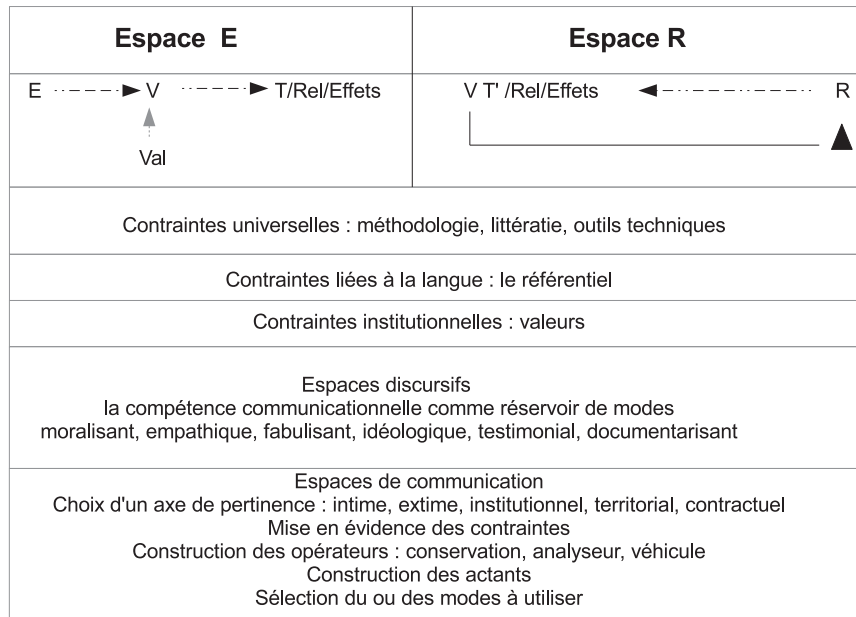 Espace E
Espace R
E V T/Rel/Effets
V T' /Rel/Effets R
Val
Contraintes universelles : méthodologie, littératie, outils techniques
Contraintes liées à la langue : le référentiel
Contraintes institutionnelles : valeurs
Espaces discursifs
la compétence communicationnelle comme réservoir de modes
moralisant, empathique, fabulisant, idéologique, testimonial, documentarisant
Espaces de communication
Choix d'un axe de pertinence : intime, extime, institutionnel, territorial, contractuel
Mise en évidence des contraintes
Construction des opérateurs : conservation, analyseur, véhicule
Construction des actants
Sélection du ou des modes à utiliser